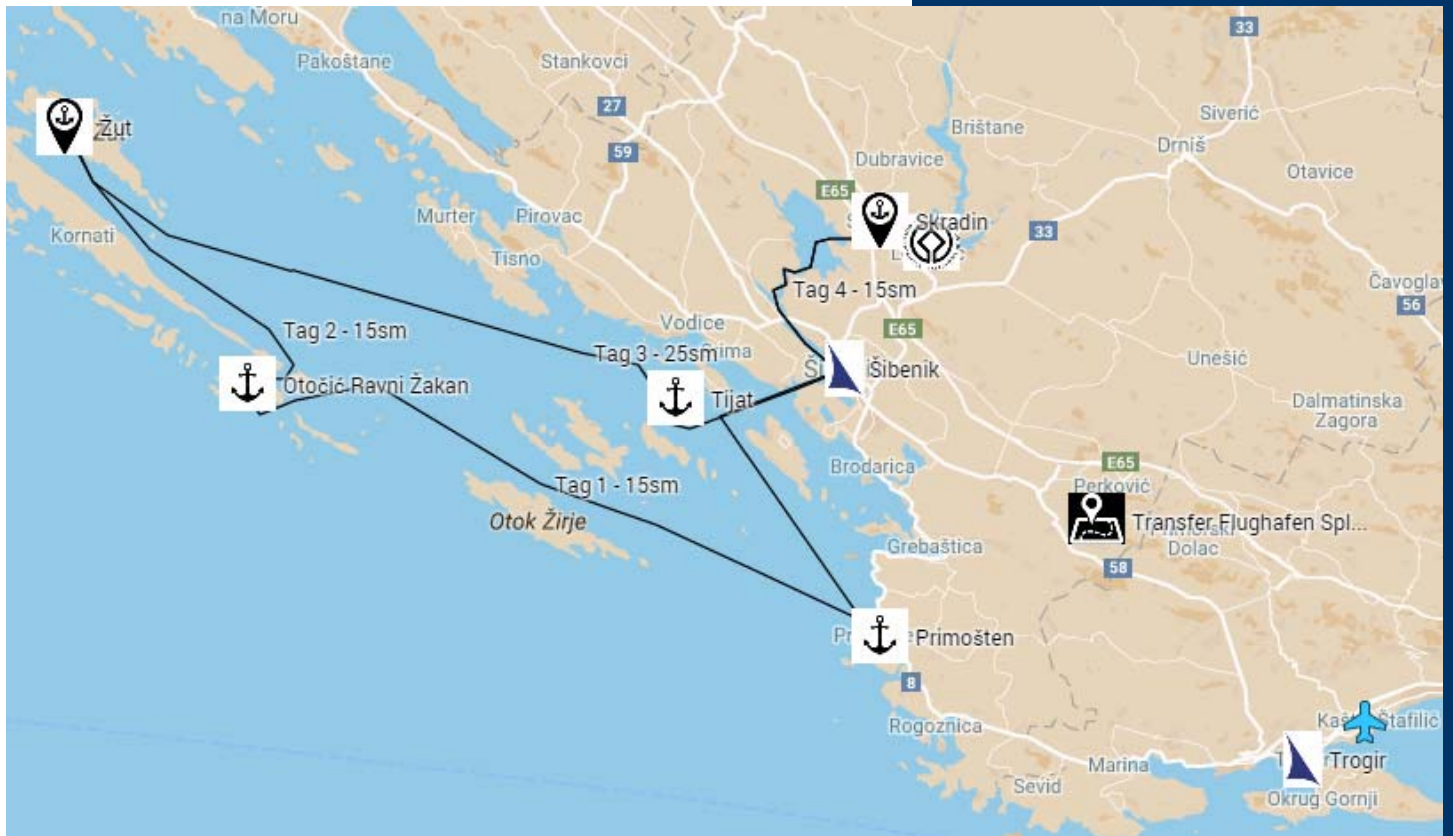 na Moru
33
Pakoštane
Stankovci
27
Siverić
Žut
Brištane
59
Drniš
Dubravice
Otavice
E65
Murter
Pirovac
Skradin
Kornati
33
Tisno
Čavogla
Tag 4 - 15sm
56
Vodice
E65
Tag 2 - 15sm
Tag 3 - 25sm
Unešić
Šibenik
Otočić Ravni Žakan
Tijat
Dalmatinska
Zagora
Brodarica
E65
Tag 1 - 15sm
Perković
Otok Žirje
Transfer Flughafen Spl...
Dolac
Grebaštica
58
Primošten
8
Rogoznica
Štafilić
Marina
Trogir
Sevid
Okrug Gornji